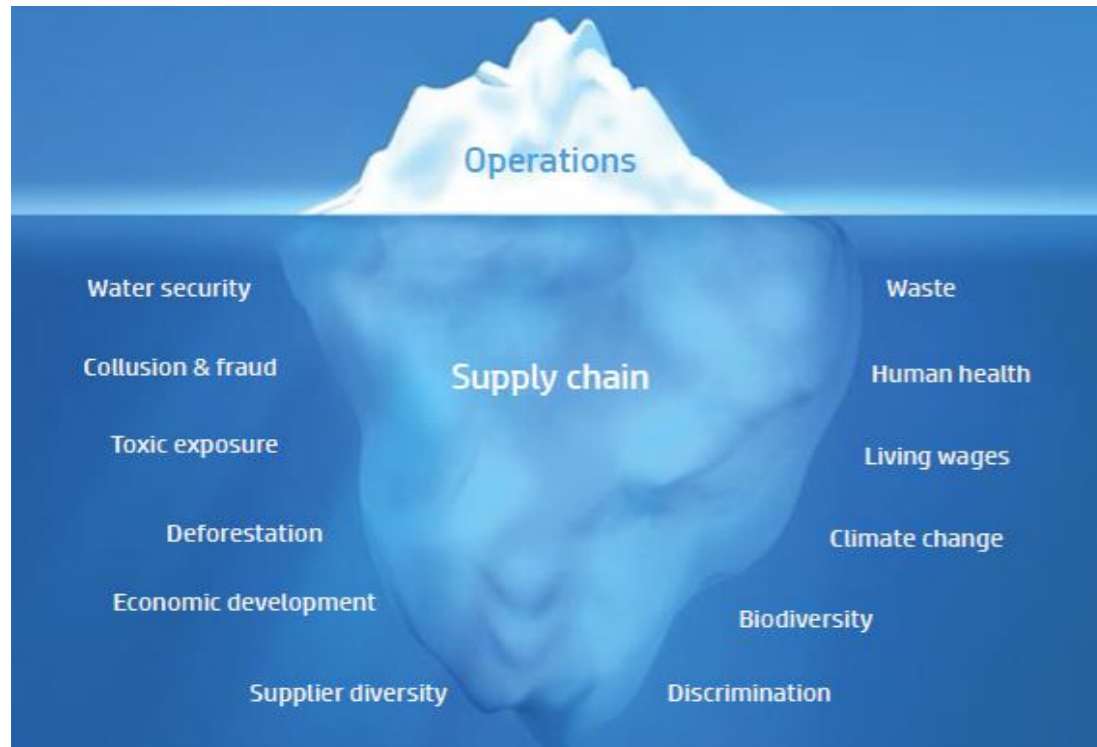 Operations
Water security
Waste
Collusion & fraud
Supply chain
Human health
Toxic exposure
Living wages
Deforestation
Climate change
Economic development
Biodiversity
Supplier diversity
Discrimination